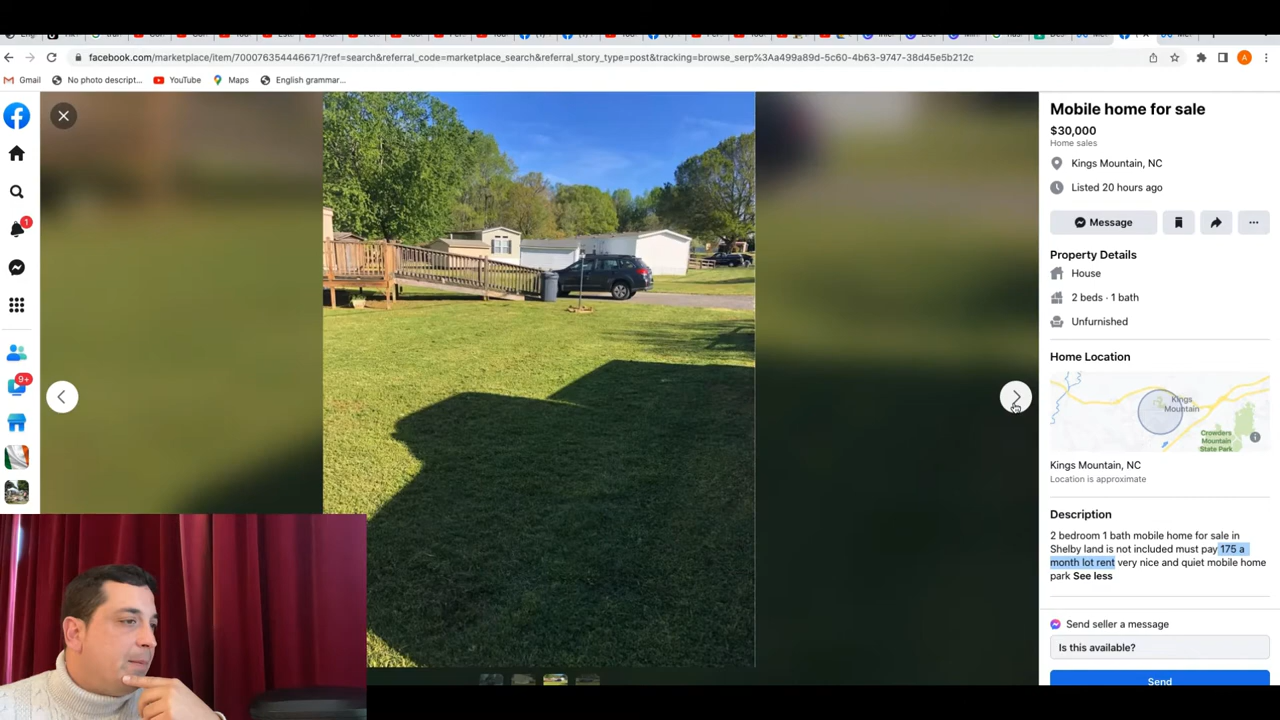 facebook.com/marketplace/item/700076354446671/?ref=search&referral_code=marketplace_search&referral_story_type=post&tracking=browse_serp%3Aa499a89d-5c60-4b63-9747-38d45e5b212c
A
Gmail
No photo descript...
YouTube
Maps
English grammar...
1
9+
Mobile home for sale
$30,000
Home sales
Kings Mountain, NC
Listed 20 hours ago
Message
Property Details
House
2 beds · 1 bath
Unfurnished
Home Location
Kings
Mountain
Crowders
Mountain
State Park
Kings Mountain, NC
Location is approximate
Description
2 bedroom 1 bath mobile home for sale in
Shelby land is not included must pay 175 a
month lot rent very nice and quiet mobile home
park See less
Send seller a message
Is this available?
Send